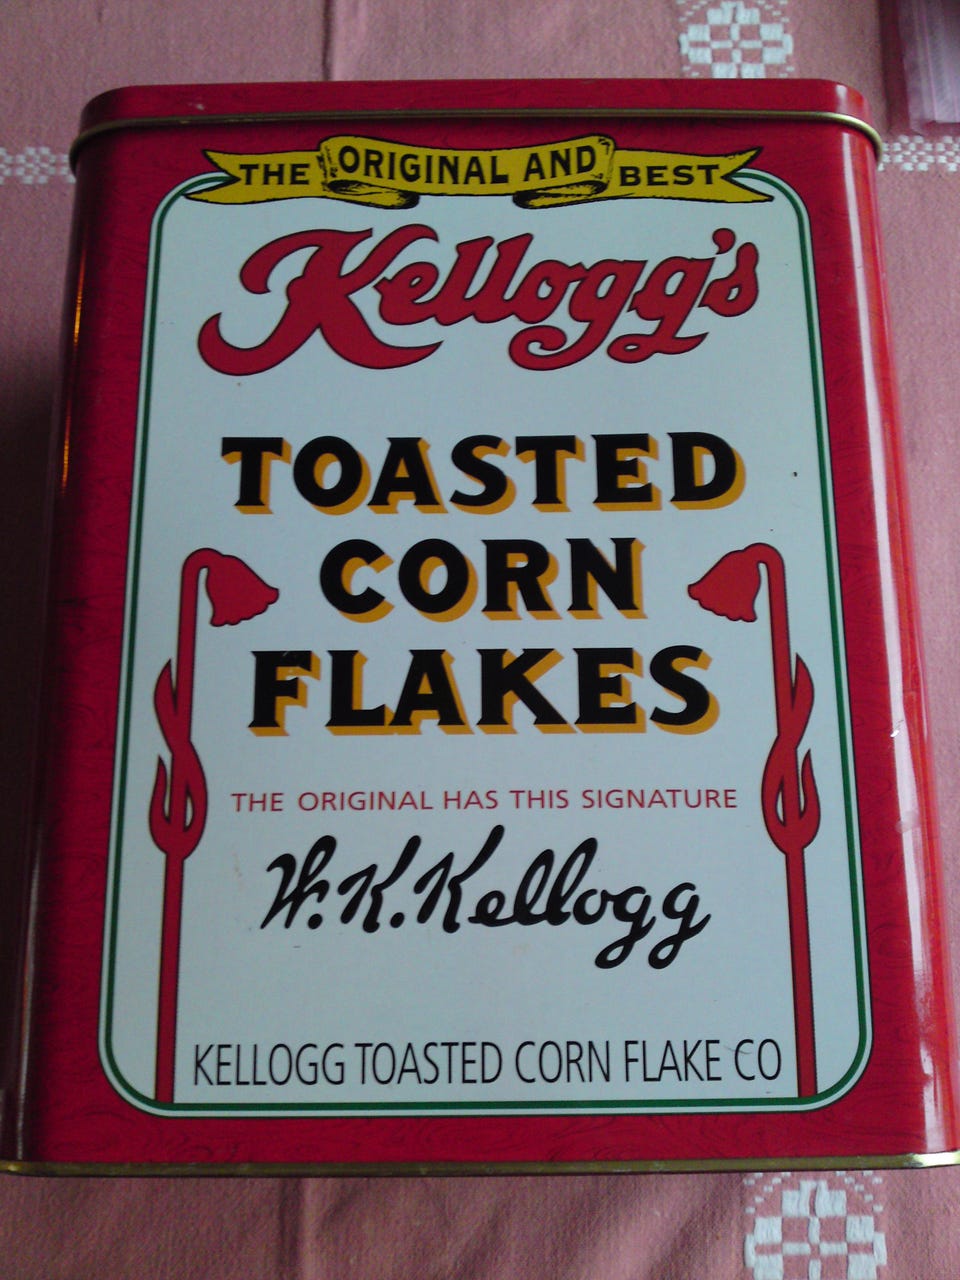 THE ORIGINAL AND BEST
Kellogg's
TOASTED
CORN
FLAKES
THE ORIGINAL HAS THIS SIGNATURE
W.K.Kellogg
KELLOGG TOASTED CORN FLAKE CO